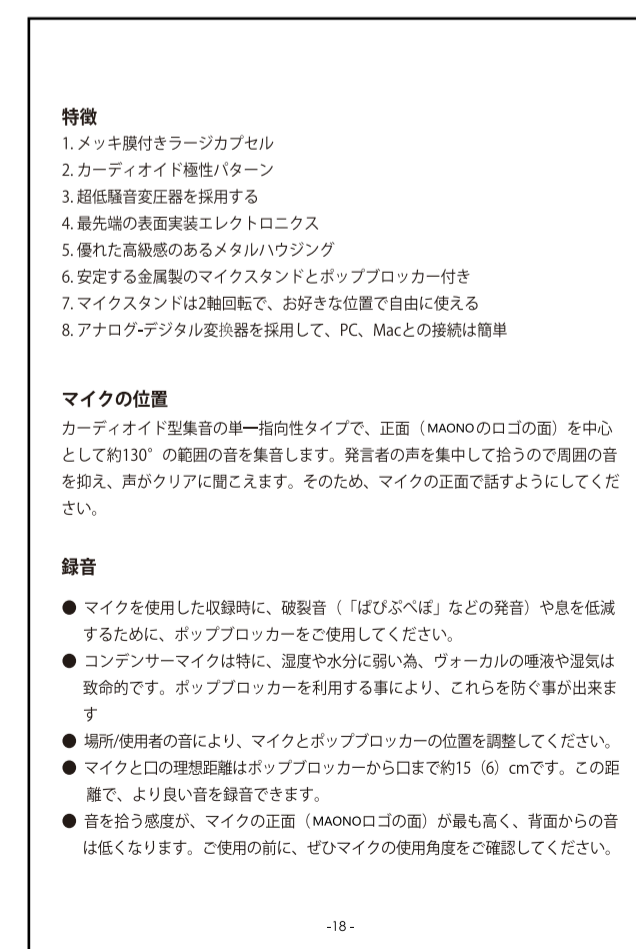 特徴
1. メッキ膜付きラージカプセル
2. カーディオイド極性パターン
3. 超低騒音変圧器を採用する
4. 最先端の表面実装エレクトロニクス
5. 優れた高級感のあるメタルハウジング
6. 安定する金属製のマイクスタンドとポップブロッカー付き
7. マイクスタンドは2軸回転で、お好きな位置で自由に使える
8. アナログ-デジタル変換器を採用して、PC、Macとの接続は簡単
マイクの位置
カーディオイド型集音の単一指向性タイプで、正面（MAONOのロゴの面）を中心
として約130°の範囲の音を集音します。発言者の声を集中して拾うので周囲の音
を抑え、声がクリアに聞こえます。そのため、マイクの正面で話すようにしてくだ
さい。
録音
● マイクを使用した収録時に、破裂音（「ぱぴぷぺぽ」などの発音）や息を低減
するために、ポップブロッカーをご使用してください。
● コンデンサーマイクは特に、湿度や水分に弱い為、ヴォーカルの唾液や湿気は
致命的です。ポップブロッカーを利用する事により、これらを防ぐ事が出来ま
す
● 場所/使用者の音により、マイクとポップブロッカーの位置を調整してください。
● マイクと口の理想距離はポップブロッカーから口まで約15（6）cmです。この距
離で、より良い音を録音できます。
● 音を拾う感度が、マイクの正面（MAONOロゴの面）が最も高く、背面からの音
は低くなります。ご使用の前に、ぜひマイクの使用角度をご確認してください。
-18 -